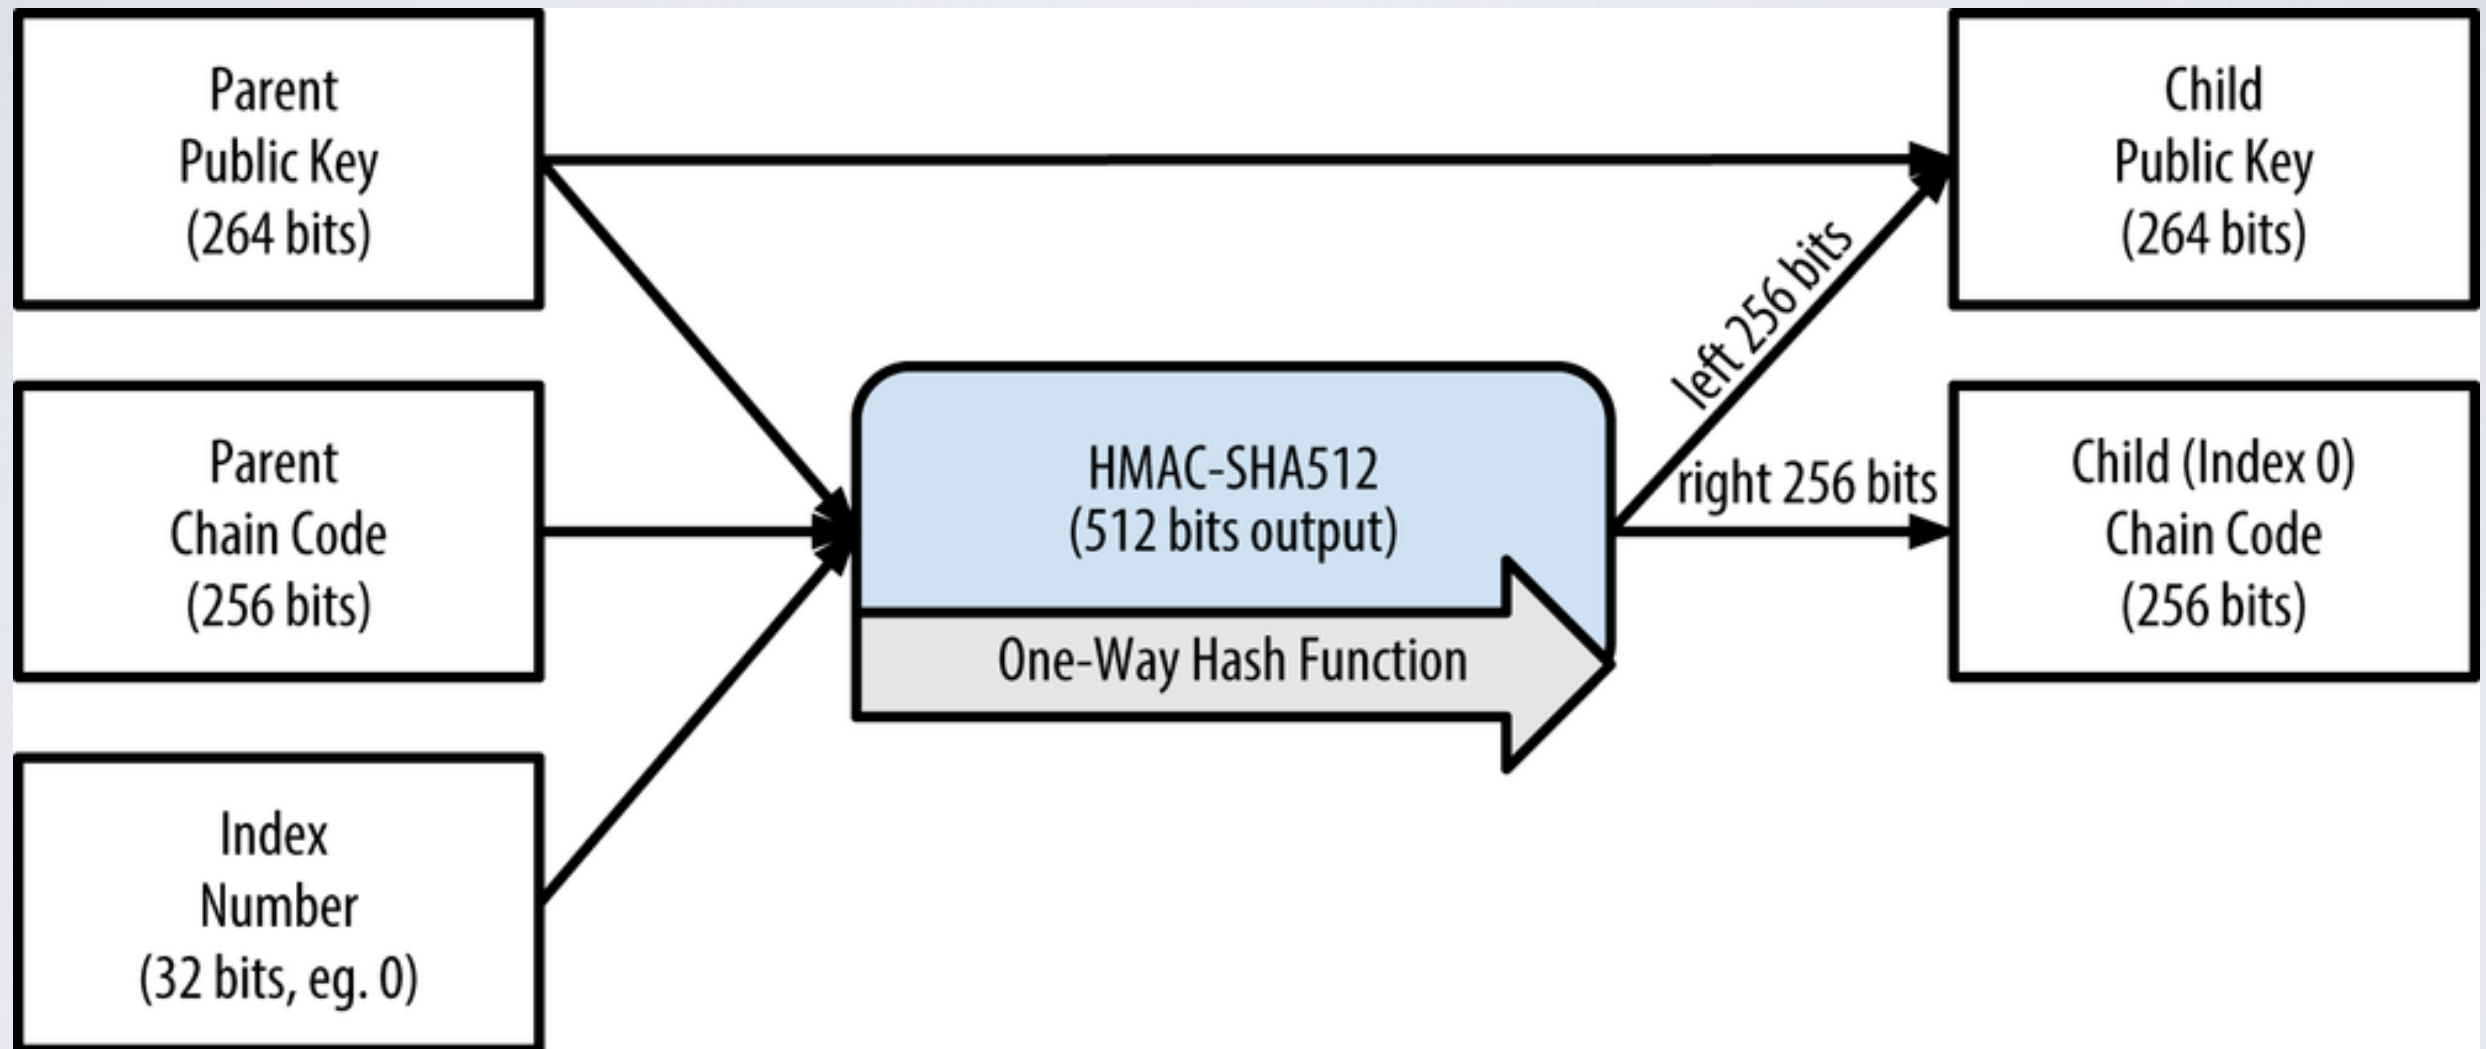 Parent
Public Key
(264 bits)
Parent
Chain Code
(256 bits)
Index
Number
(32 bits, eg. 0)
HMAC-SHA512
(512 bits output)
One-Way Hash Function
left 256 bits
right 256 bits
Child
Public Key
(264 bits)
Child (Index 0)
Chain Code
(256 bits)